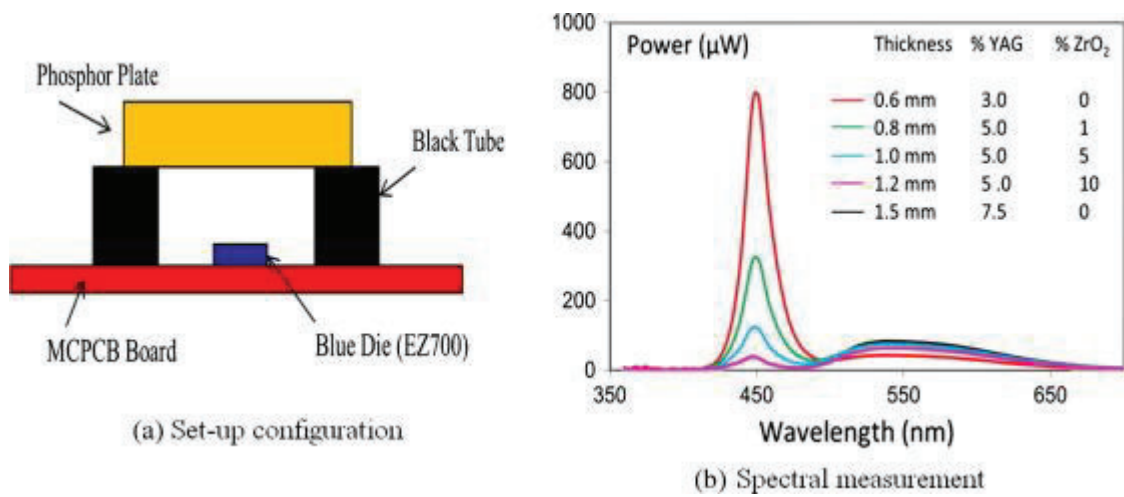 Phosphor Plate
Black Tube
MCPCB Board
Blue Die (EZ700)
(a) Set-up configuration
Power (µW)
Thickness % YAG % ZrO2
0.6 mm 3.0 0
0.8 mm 5.0 1
1.0 mm 5.0 5
1.2 mm 5 .0 10
1.5 mm 7.5 0
1000
800
600
400
200
0
350 450 550 650
Wavelength (nm)
(b) Spectral measurement